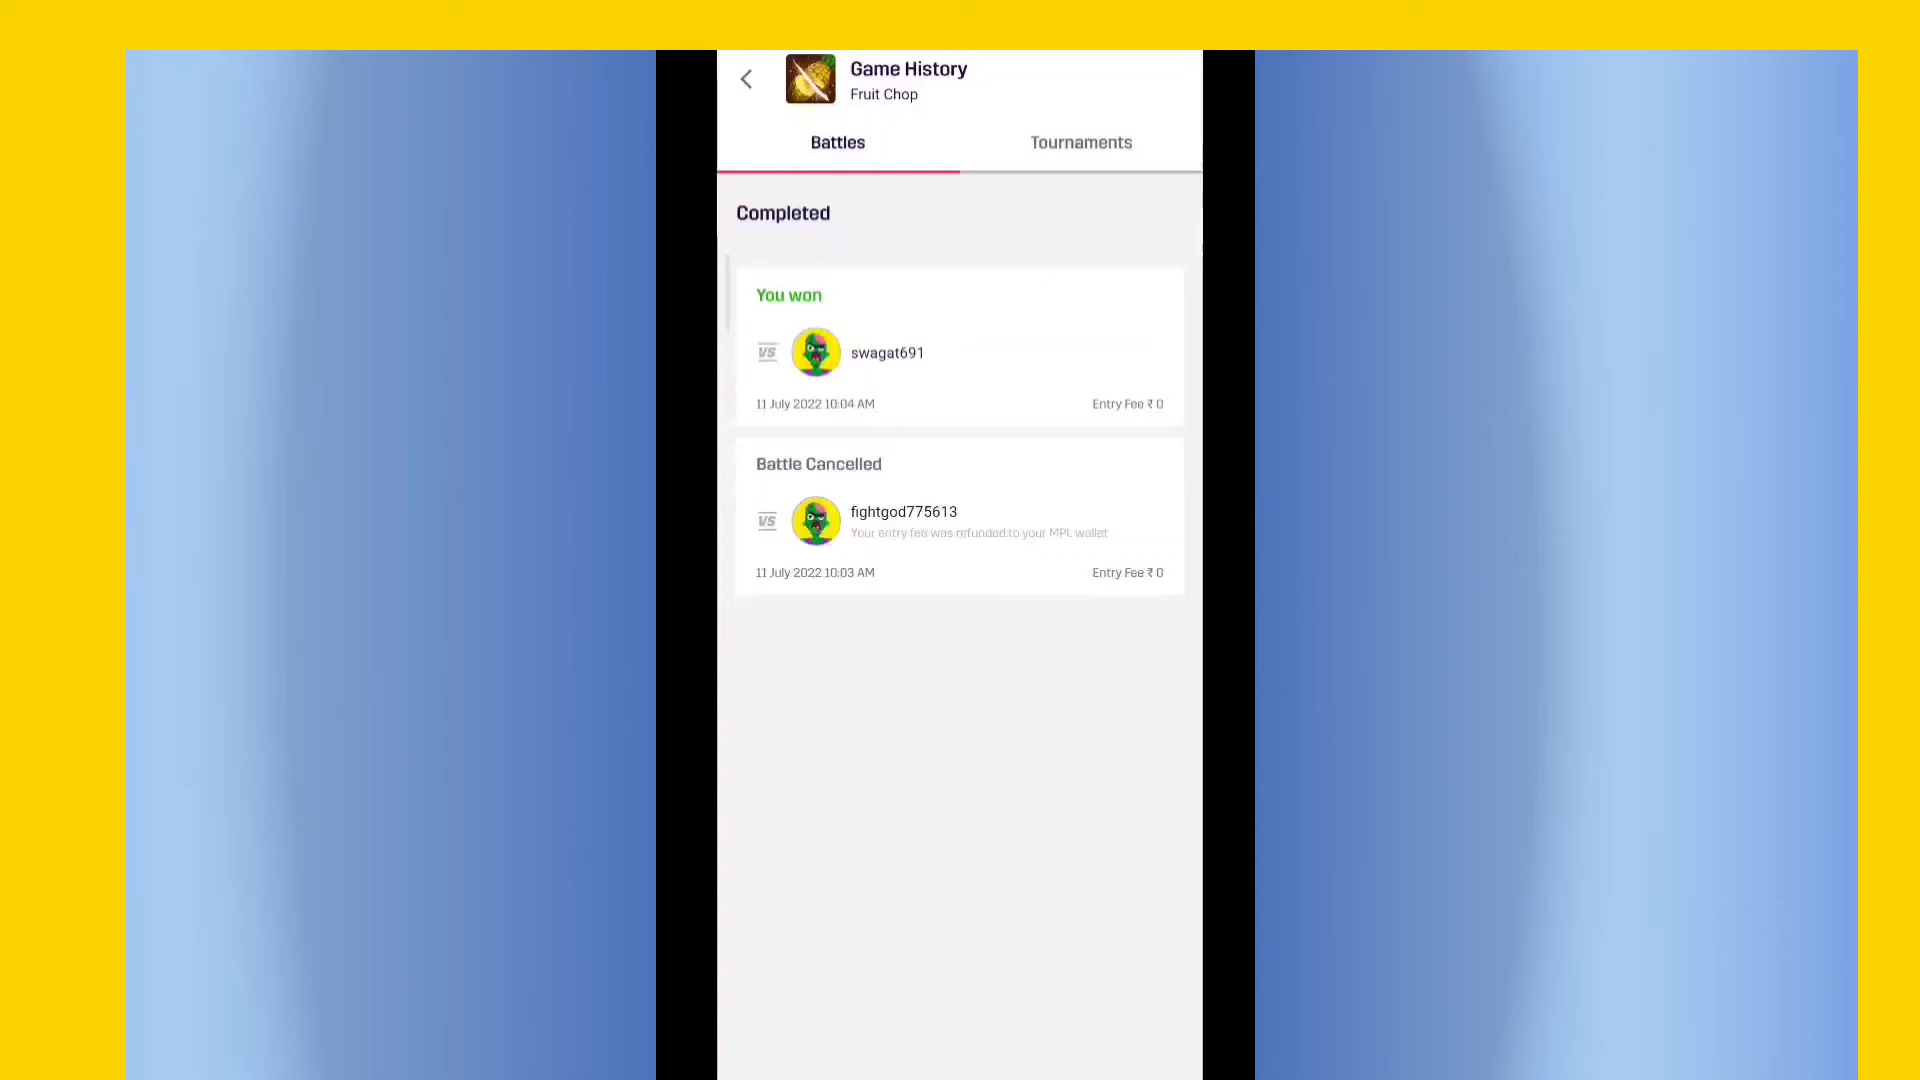 Game History
Fruit Chop
Battles
Tournaments
Completed
You won
VS
swagat691
11 July 2022 10:04 AM
Entry Fee ₹ 0
Battle Cancelled
VS
fightgod775613
Your entry fee was refunded to your MPL wallet
11 July 2022 10:03 AM
Entry Fee ₹ 0